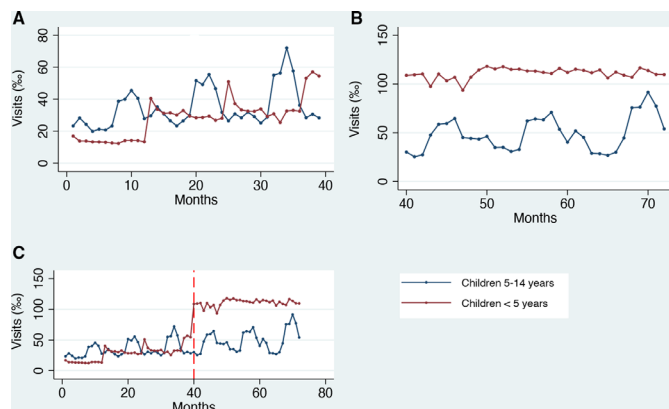 A
Visits (‰)
80
60
40
20
0
0 10 20 30 40
Months
B
Visits (‰)
150
100
50
0
40 50 60 70
Months
C
Visits (‰)
150
100
50
0
0 20 40 60 80
Months
Children 5-14 years
Children < 5 years